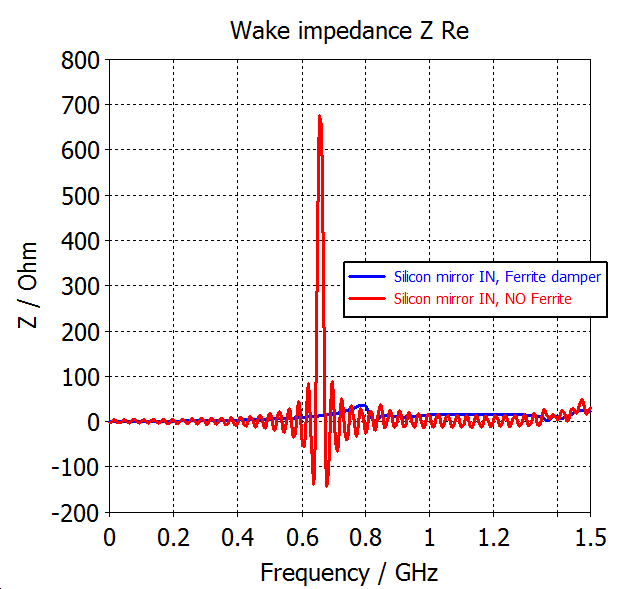 Wake impedance Z Re
800
700
600
500
400
300
200
100
0
-100
-200
Z / Ohm
Silicon mirror IN, Ferrite damper
Silicon mirror IN, NO Ferrite
0 0.2 0.4 0.6 0.8 1 1.2 1.5
Frequency / GHz